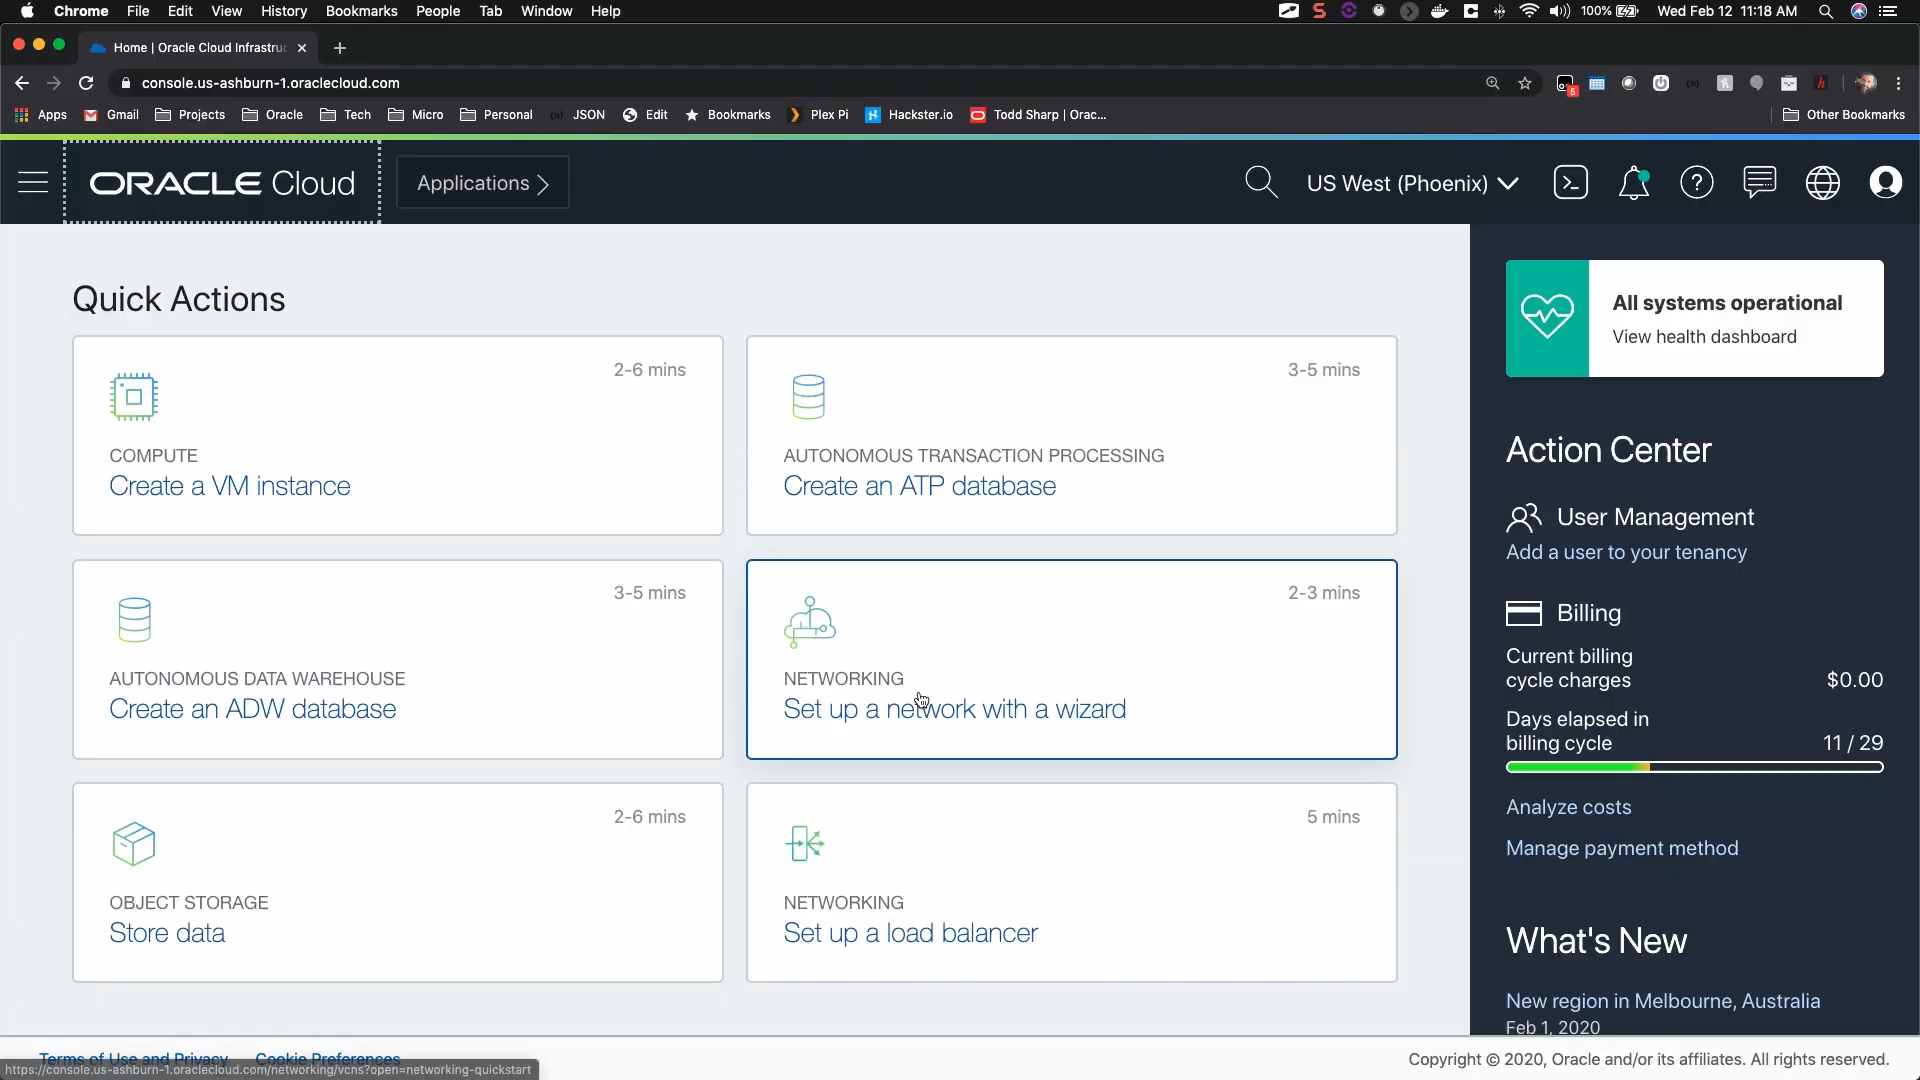 Chrome File Edit View History Bookmarks People Tab Window Help
100% Wed Feb 12 11:18 AM
Home | Oracle Cloud Infrastruc
console.us-ashburn-1.oraclecloud.com
5
Apps Gmail Projects Oracle Tech Micro Personal JSON Edit Bookmarks Plex Pi Hackster.io Todd Sharp | Orac... Other Bookmarks
ORACLE Cloud
Applications
US West (Phoenix)
Quick Actions
2-6 mins
COMPUTE
Create a VM instance
3-5 mins
AUTONOMOUS TRANSACTION PROCESSING
Create an ATP database
3-5 mins
AUTONOMOUS DATA WAREHOUSE
Create an ADW database
2-3 mins
NETWORKING
Set up a network with a wizard
2-6 mins
OBJECT STORAGE
Store data
5 mins
NETWORKING
Set up a load balancer
All systems operational
View health dashboard
Action Center
User Management
Add a user to your tenancy
Billing
Current billing
cycle charges $0.00
Days elapsed in
billing cycle 11 / 29
Analyze costs
Manage payment method
What's New
New region in Melbourne, Australia
Feb 1, 2020
Terms of Use and Privacy Cookie Preferences
https://console.us-ashburn-1.oraclecloud.com/networking/vcns?open=networking-quickstart
Copyright © 2020, Oracle and/or its affiliates. All rights reserved.